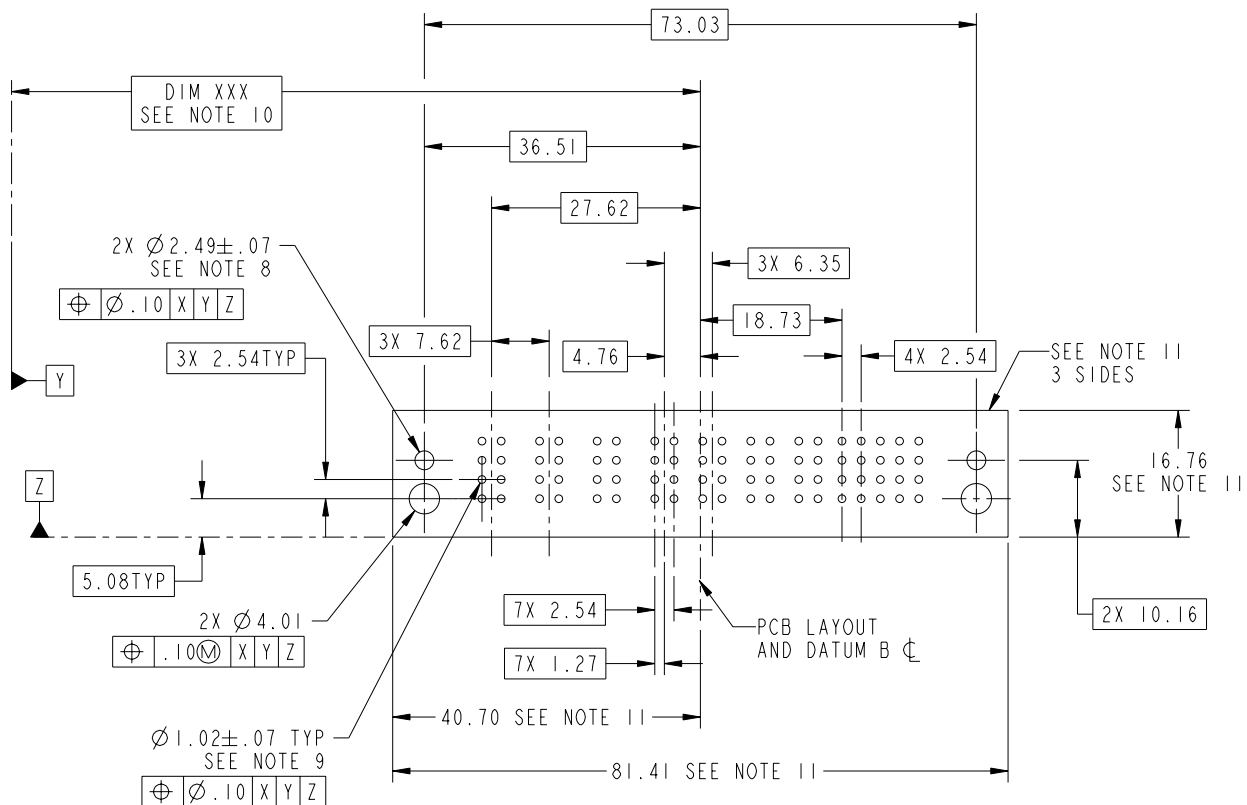 73.03
DIM XXX
SEE NOTE 10
36.51
27.62
2X Ø2.49±.07
SEE NOTE 8
⌖ Ø.10 X Y Z
3X 6.35
18.73
3X 7.62
4.76
4X 2.54
3X 2.54TYP
SEE NOTE 11
3 SIDES
Y
Z
16.76
SEE NOTE 11
5.08TYP
7X 2.54
2X Ø4.01
⌖ .10Ⓜ X Y Z
PCB LAYOUT
AND DATUM B ℄
2X 10.16
7X 1.27
40.70 SEE NOTE 11
Ø1.02±.07 TYP
SEE NOTE 9
⌖ Ø.10 X Y Z
81.41 SEE NOTE 11